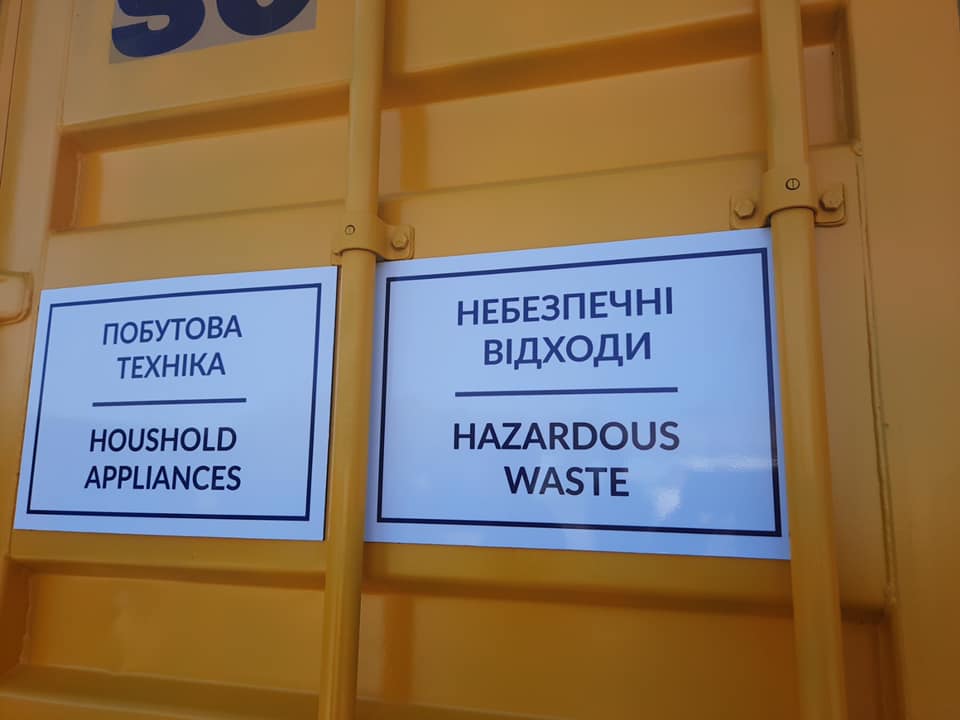 ПОБУТОВА
ТЕХНІКА
HOUSHOLD
APPLIANCES
НЕБЕЗПЕЧНІ
ВІДХОДИ
HAZARDOUS
WASTE